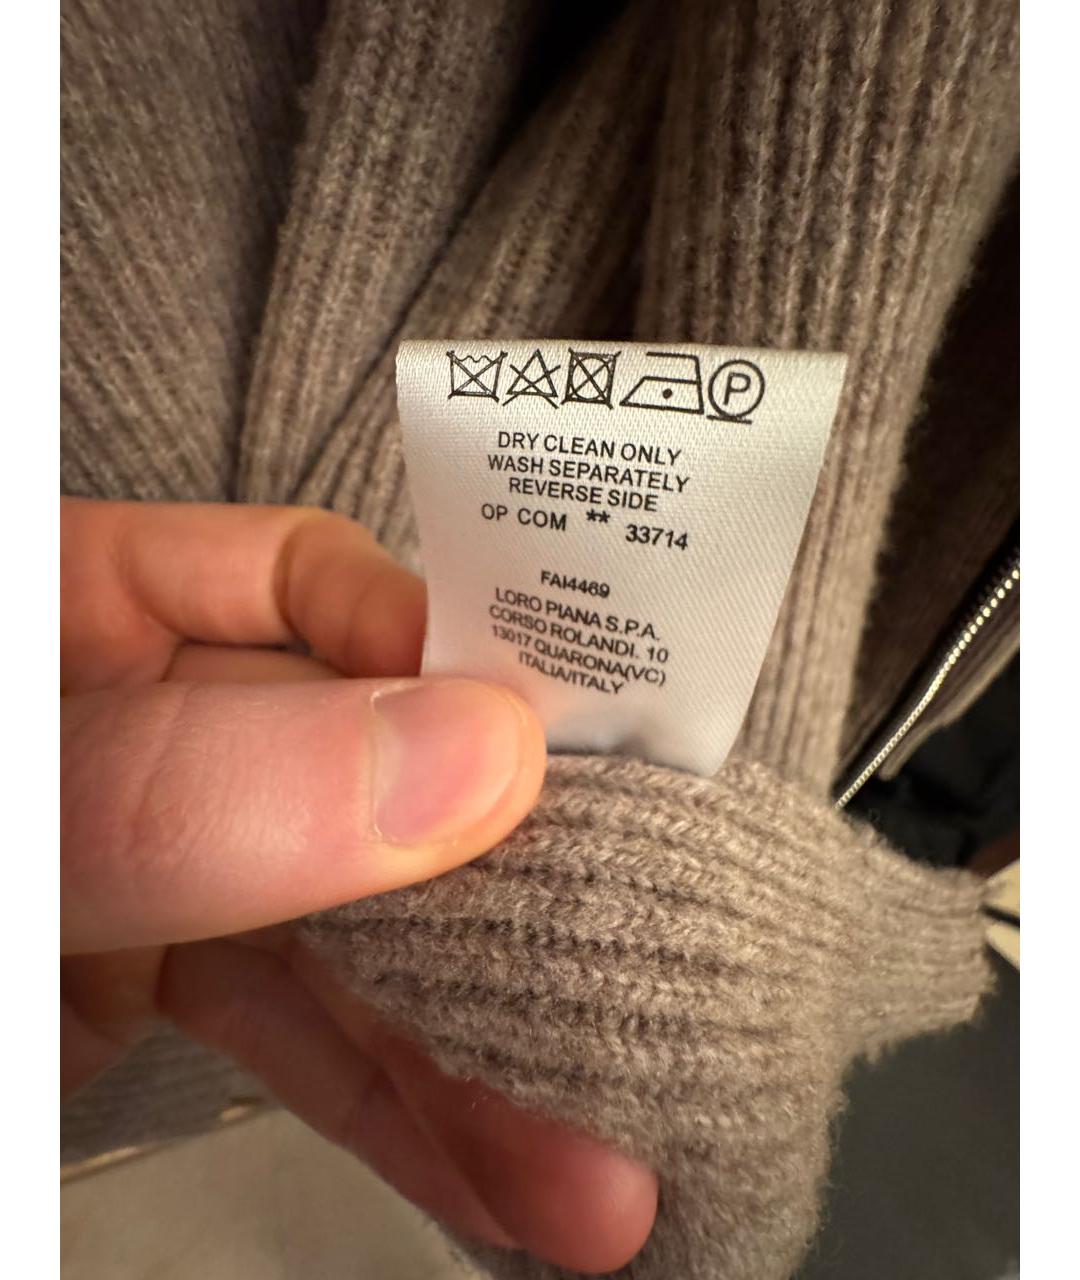 P
DRY CLEAN ONLY
WASH SEPARATELY
REVERSE SIDE
OP COM ** 33714
FAI4469
LORO PIANA S.P.A.
CORSO ROLANDI. 10
13017 QUARONA(VC)
ITALIA/ITALY